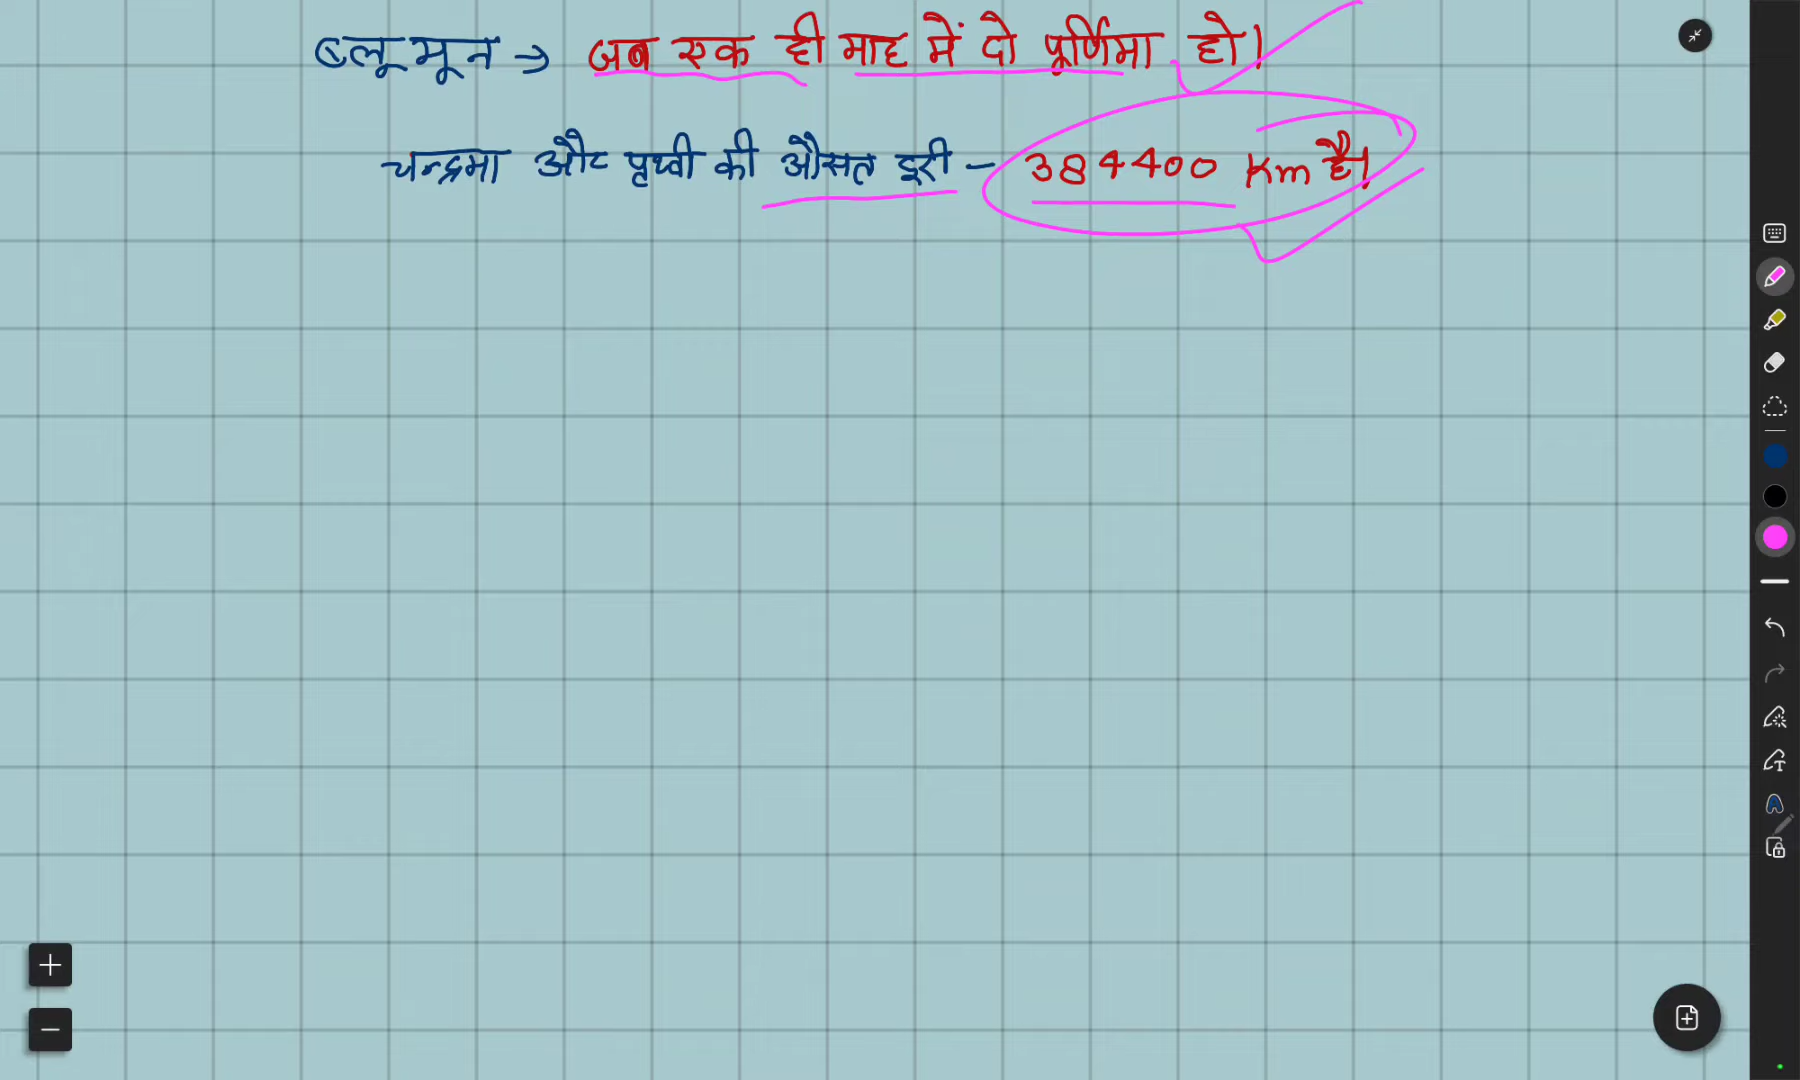 ब्लू मून → जब एक ही माह में दो पूर्णिमा हो।
चन्द्रमा और पृथ्वी की औसत दूरी - 384400 Km है।